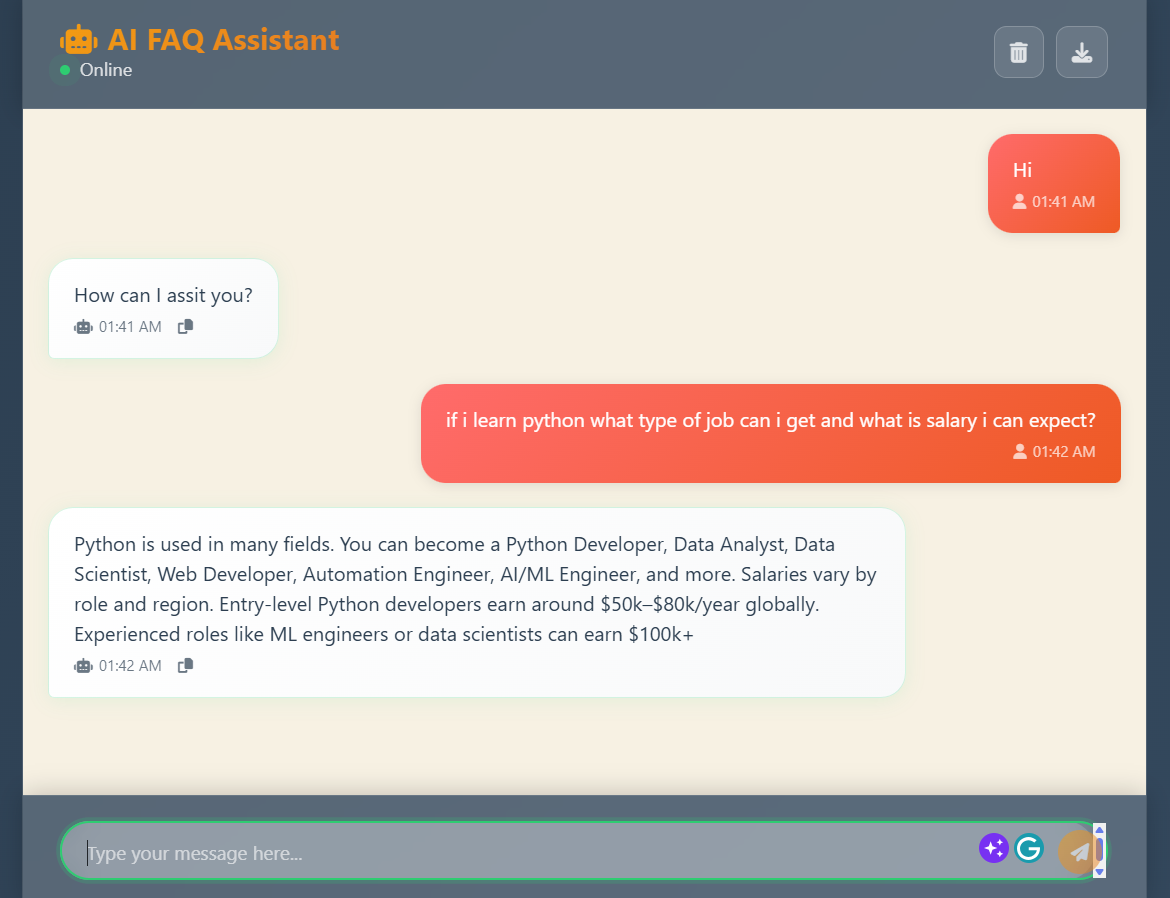 AI FAQ Assistant
Online
Hi
01:41 AM
How can I assit you?
01:41 AM
if i learn python what type of job can i get and what is salary i can expect?
01:42 AM
Python is used in many fields. You can become a Python Developer, Data Analyst, Data
Scientist, Web Developer, Automation Engineer, AI/ML Engineer, and more. Salaries vary by
role and region. Entry-level Python developers earn around $50k–$80k/year globally.
Experienced roles like ML engineers or data scientists can earn $100k+
01:42 AM
Type your message here...